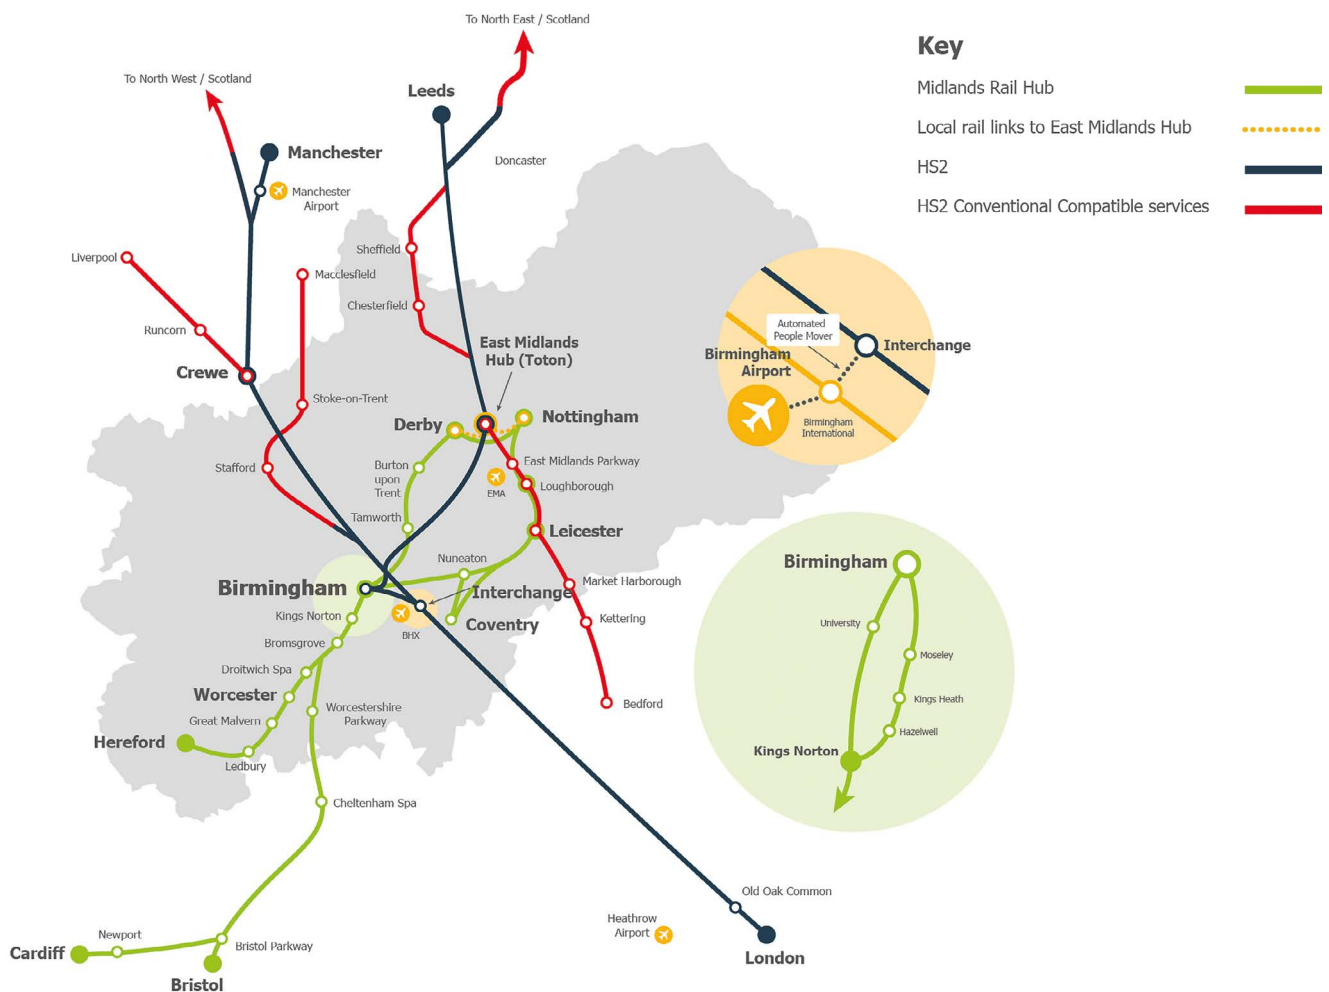 To North East / Scotland
To North West / Scotland
Leeds
Manchester
Manchester
Airport
Doncaster
Liverpool
Sheffield
Macclesfield
Chesterfield
Runcorn
Crewe
East Midlands
Hub (Toton)
Stoke-on-Trent
Derby
Nottingham
Stafford
Burton
upon
Trent
East Midlands Parkway
EMA
Loughborough
Tamworth
Leicester
Nuneaton
Birmingham
Interchange
Market Harborough
Kings Norton
BHX
Coventry
Kettering
Bromsgrove
Droitwich Spa
Worcester
Bedford
Great Malvern
Worcestershire
Parkway
Hereford
Ledbury
Cheltenham Spa
Old Oak Common
Heathrow
Airport
Newport
Bristol Parkway
Cardiff
Bristol
London
Key
Midlands Rail Hub
Local rail links to East Midlands Hub
HS2
HS2 Conventional Compatible services
Automated
People Mover
Interchange
Birmingham
Airport
Birmingham
International
Birmingham
University
Moseley
Kings Heath
Hazelwell
Kings Norton